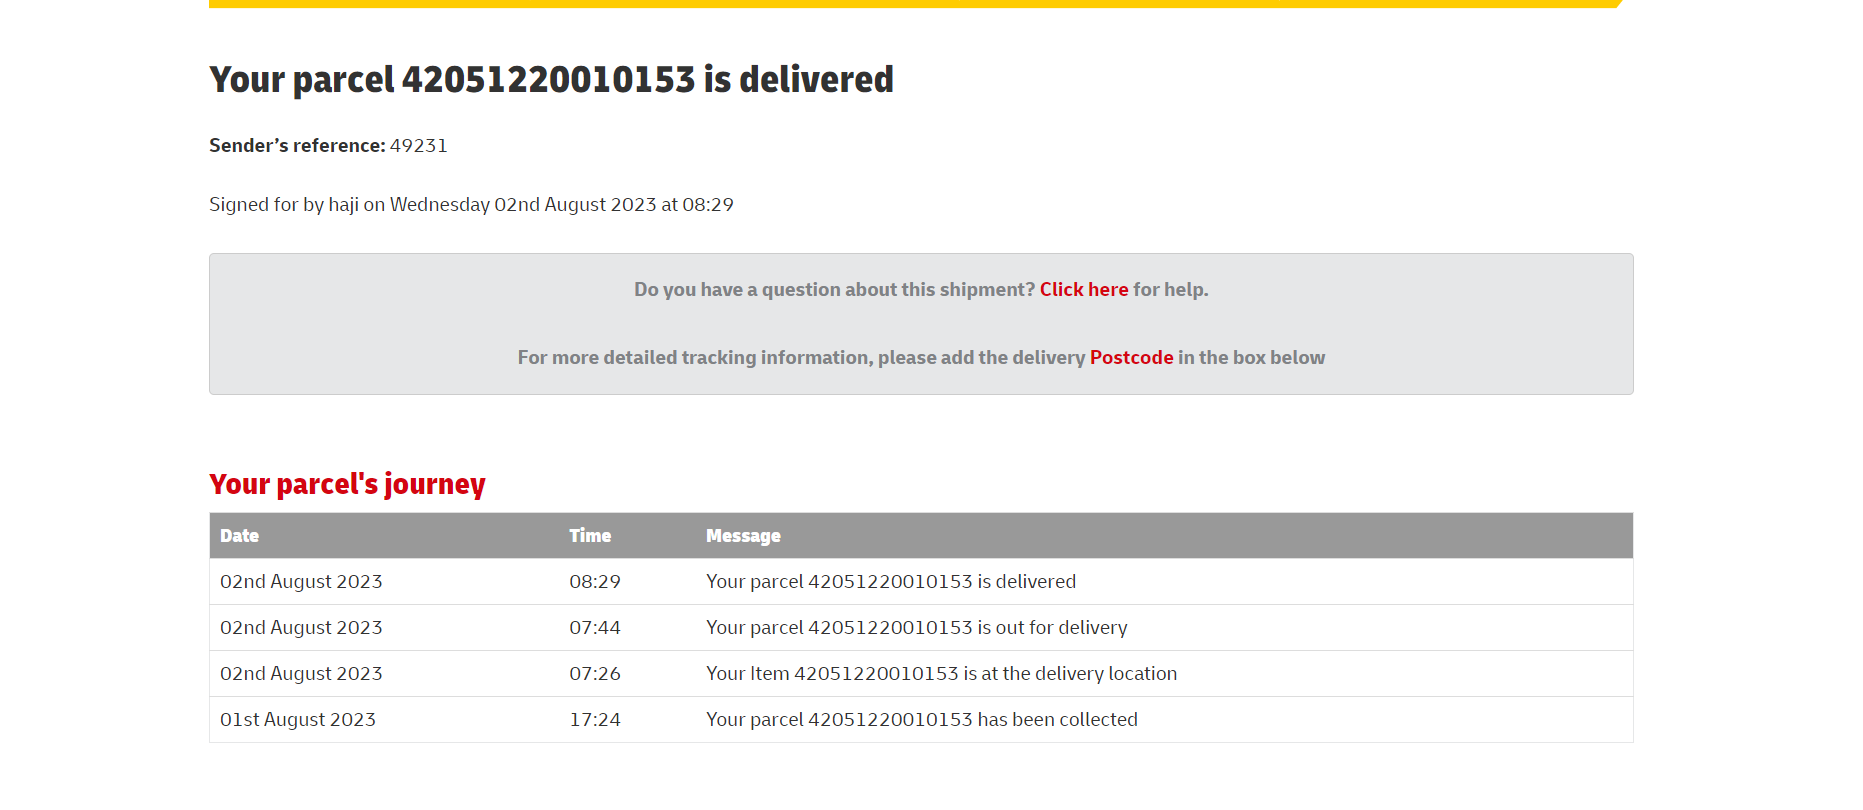 Your parcel 42051220010153 is delivered
Sender’s reference: 49231
Signed for by haji on Wednesday 02nd August 2023 at 08:29
Do you have a question about this shipment? Click here for help.
For more detailed tracking information, please add the delivery Postcode in the box below
Your parcel's journey
Date Time Message
02nd August 2023 08:29 Your parcel 42051220010153 is delivered
02nd August 2023 07:44 Your parcel 42051220010153 is out for delivery
02nd August 2023 07:26 Your Item 42051220010153 is at the delivery location
01st August 2023 17:24 Your parcel 42051220010153 has been collected